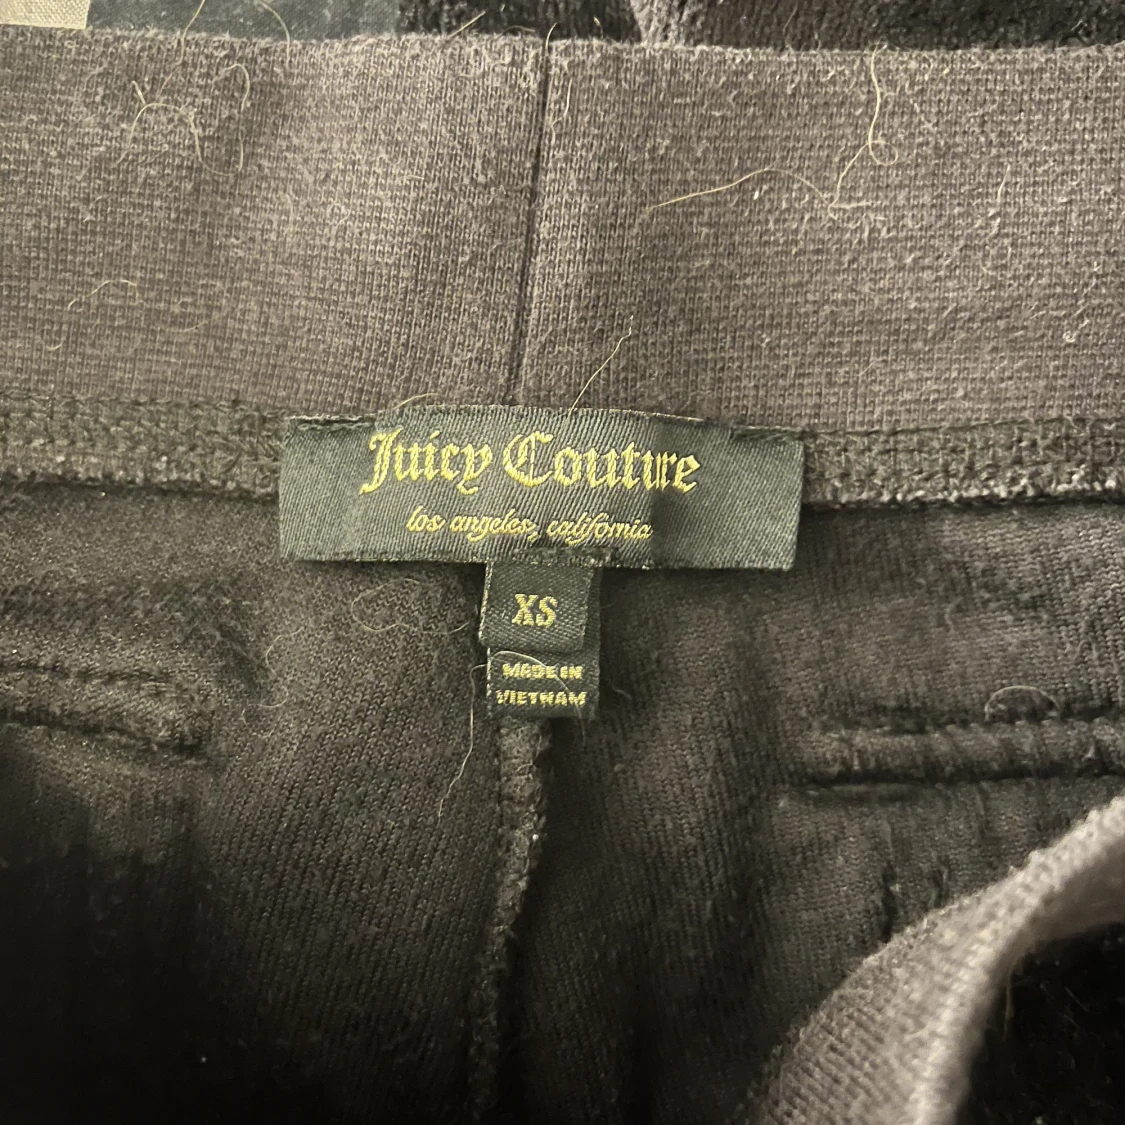 Juicy Couture
los angeles, california
XS
MADE IN
VIETNAM